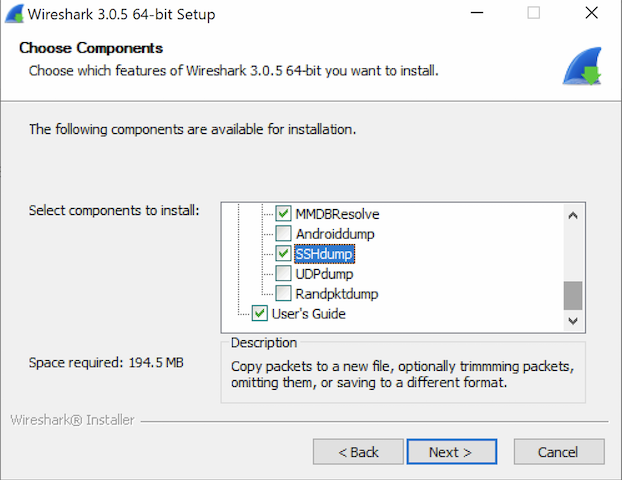 Wireshark 3.0.5 64-bit Setup
Choose Components
Choose which features of Wireshark 3.0.5 64-bit you want to install.
The following components are available for installation.
Select components to install:
MMDBResolve
Androiddump
SSHdump
UDPdump
Randpktdump
User's Guide
Space required: 194.5 MB
Description
Copy packets to a new file, optionally trimmming packets,
omitting them, or saving to a different format.
Wireshark® Installer
< Back
Next >
Cancel